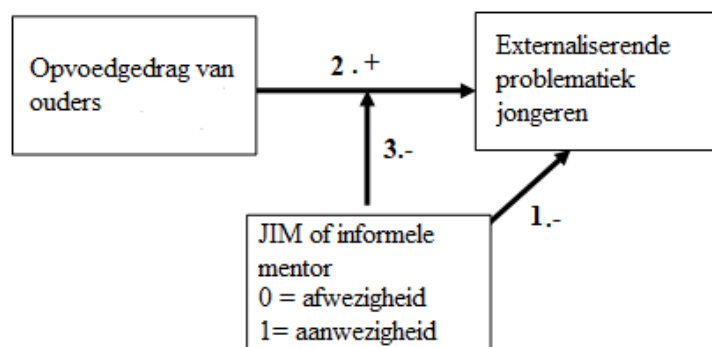 Opvoedgedrag van
ouders
2 . +
Externaliserende
problematiek
jongeren
3.-
1.-
JIM of informele
mentor
0 = afwezigheid
1= aanwezigheid